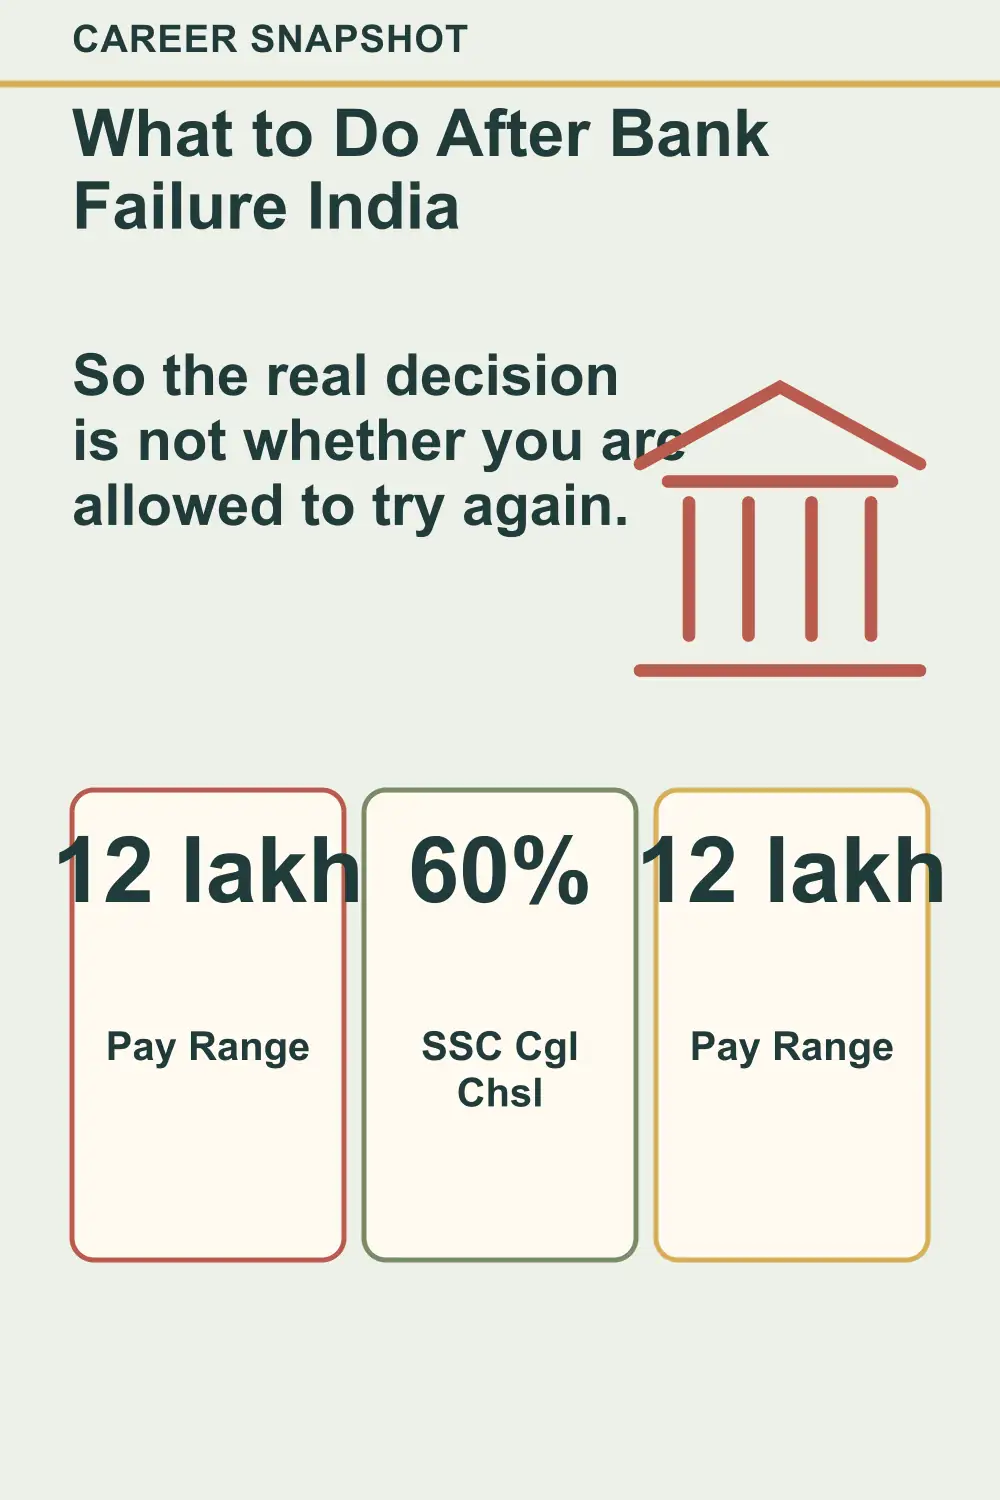 CAREER SNAPSHOT
What to Do After Bank
Failure India
So the real decision
is not whether you are
allowed to try again.
12 lakh
Pay Range
60%
SSC Cgl
Chsl
12 lakh
Pay Range